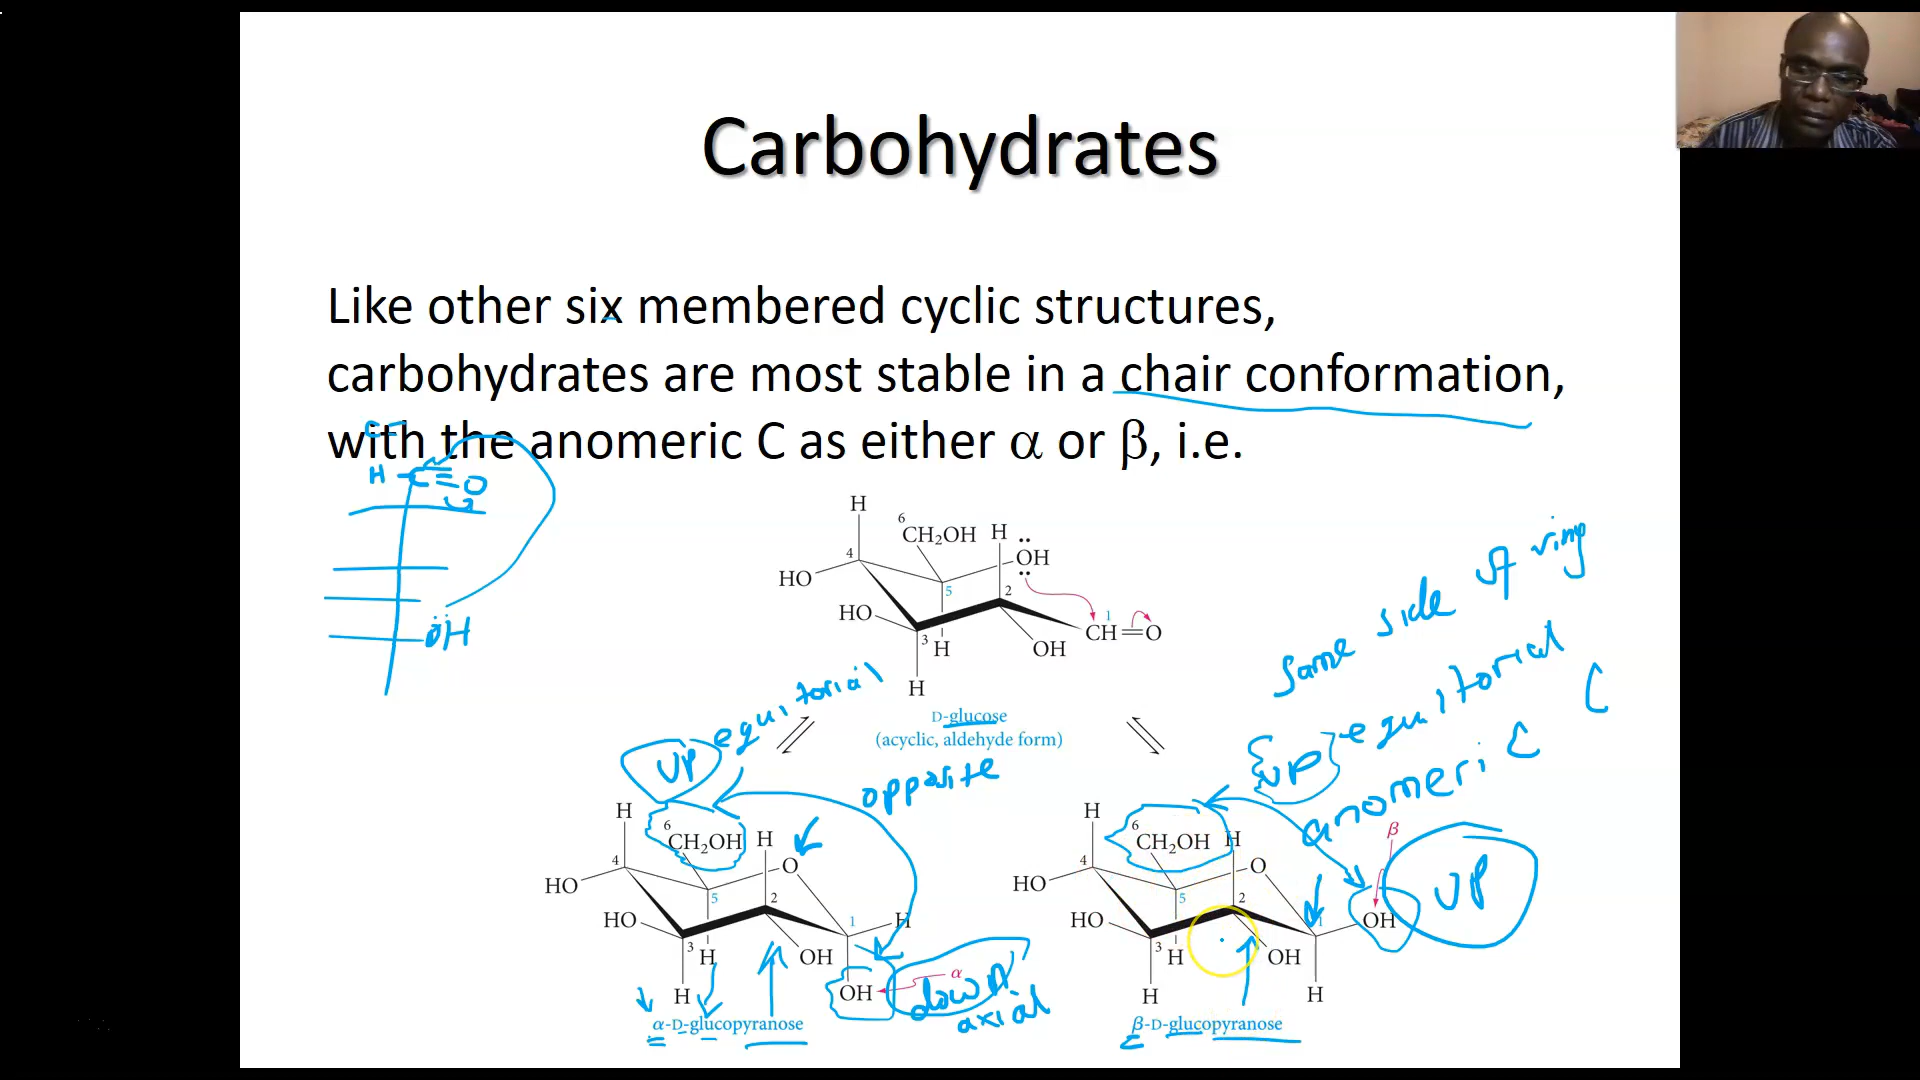 Carbohydrates
Like other six membered cyclic structures,
carbohydrates are most stable in a chair conformation,
with the anomeric C as either α or β, i.e.
C
H C O
ÖH
H
6
CH₂OH H
4
OH
HO
5
2
HO
1
3
H
CH=O
OH
H
D-glucose
(acyclic, aldehyde form)
same side of ring
equitorial
UP
equitorial
C
UP
anomeric C
opposite
H
6
CH₂OH H
4
O
HO
5
2
HO
1
H
3
H
OH
H
OH
α
down
axial
α-D-glucopyranose
H
6
CH₂OH H
4
O
β
HO
5
2
UP
HO
1
OH
3
H
OH
H
H
β-D-glucopyranose